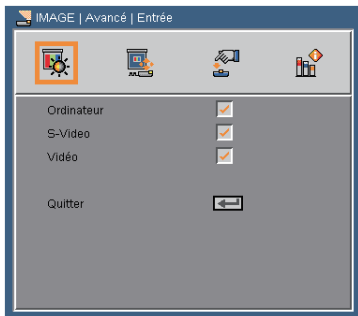 IMAGE | Avancé | Entrée
Ordinateur
S-Video
Vidéo
Quitter